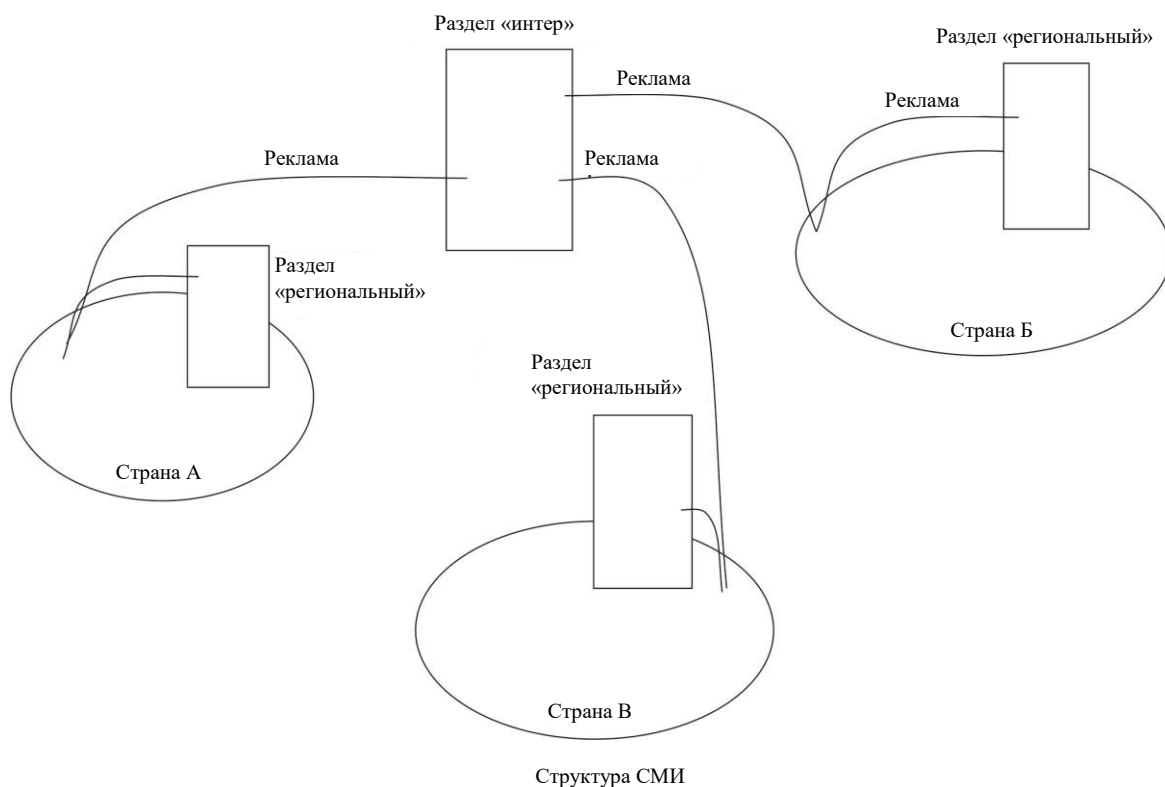 Раздел «интер»
Раздел «региональный»
Реклама
Реклама
Реклама
Реклама
Раздел
«региональный»
Страна Б
Раздел
«региональный»
Страна А
Страна В
Структура СМИ